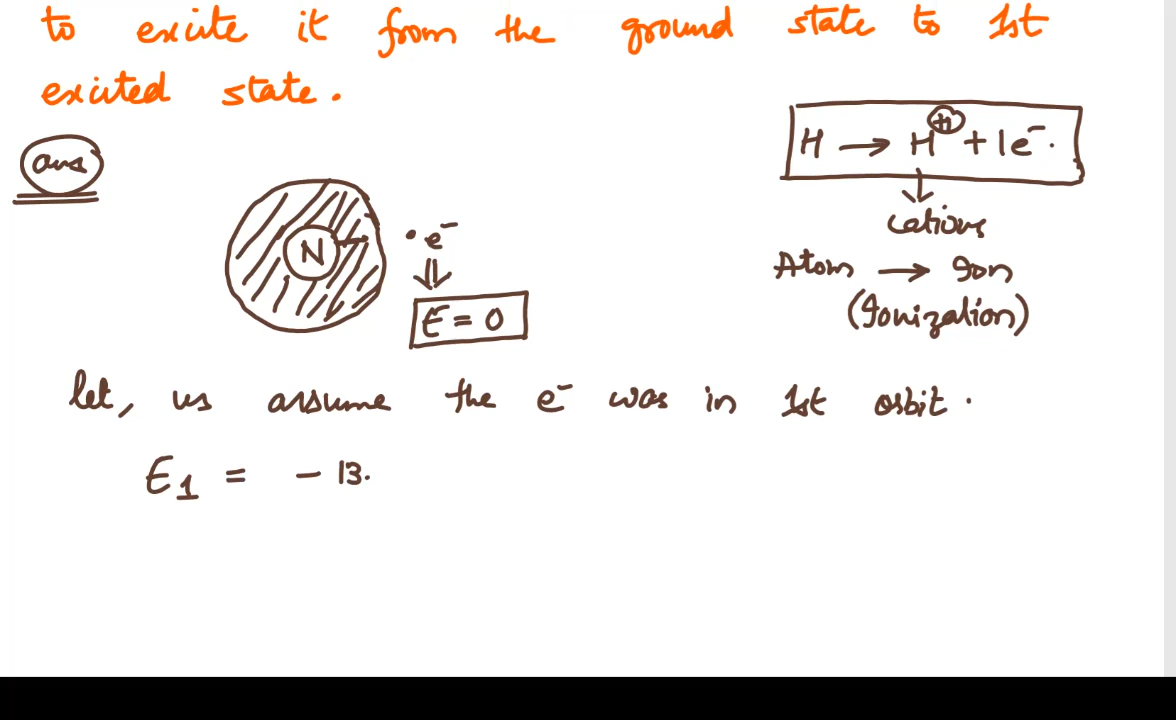 to excite it from the ground state to 1st
excited state.
ans
H → H⁺ + 1e⁻.
cations
N
• e⁻
Atom → Ion
E = 0
(Ionization)
let, us assume the e⁻ was in 1st orbit.
E₁ = - 13.